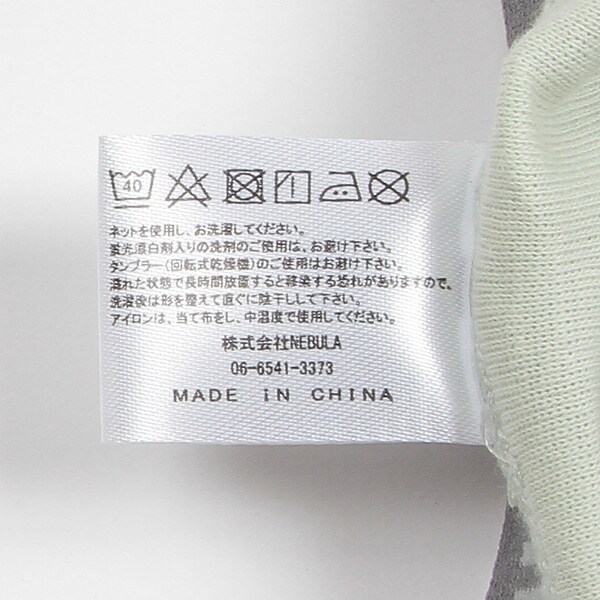 40
ネットを使用し、お洗濯してください。
蛍光漂白剤入りの洗剤のご使用は、お避け下さい。
タンブラー(回転式乾燥機)のご使用はお避け下さい。
濡れた状態で長時間放置すると移染する恐れがありますので、
洗濯後は形を整えて直ぐに陰干しして下さい。
アイロンは、当て布をし、中温度で使用してください。
株式会社NEBULA
06-6541-3373
MADE IN CHINA